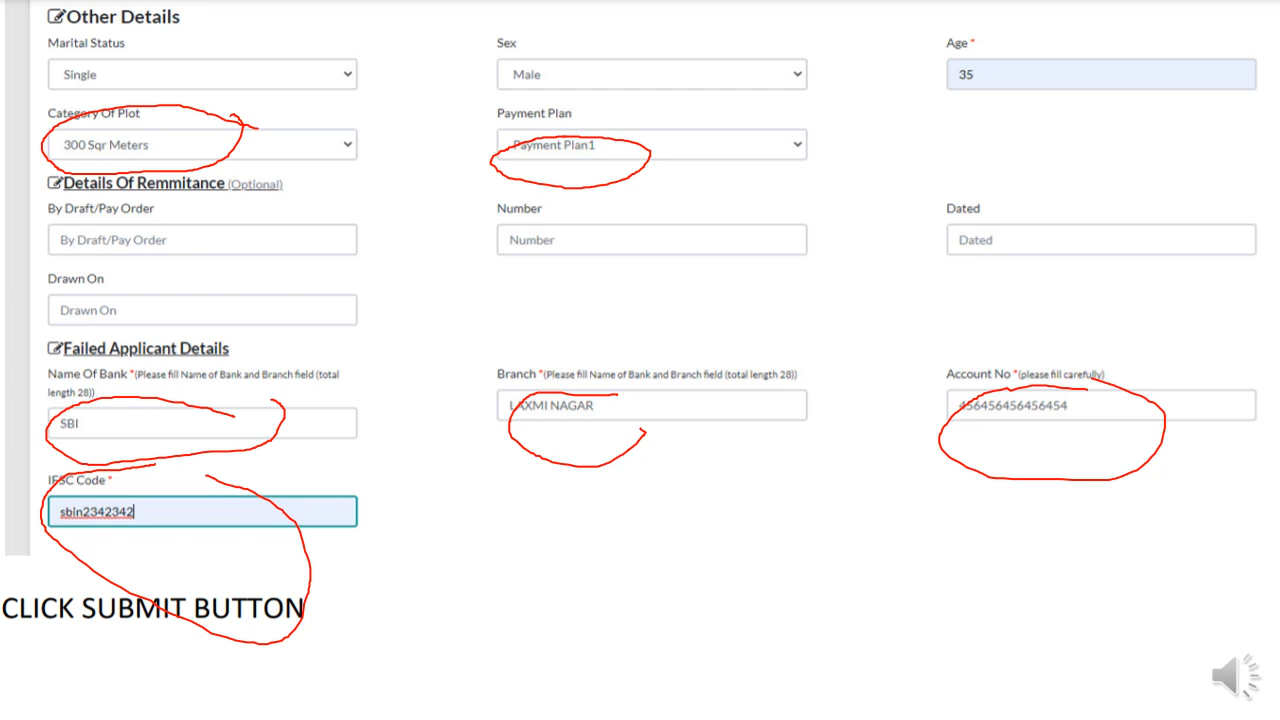 Other Details
Marital Status Sex Age *
Single Male 35
Category Of Plot Payment Plan
300 Sqr Meters Payment Plan1
Details Of Remmitance (Optional)
By Draft/Pay Order Number Dated
By Draft/Pay Order Number Dated
Drawn On
Drawn On
Failed Applicant Details
Name Of Bank *(Please fill Name of Bank and Branch field (total length 28)) Branch *(Please fill Name of Bank and Branch field (total length 28)) Account No *(please fill carefully)
SBI LAXMI NAGAR 456456456456454
IFSC Code *
sbin2342342
CLICK SUBMIT BUTTON